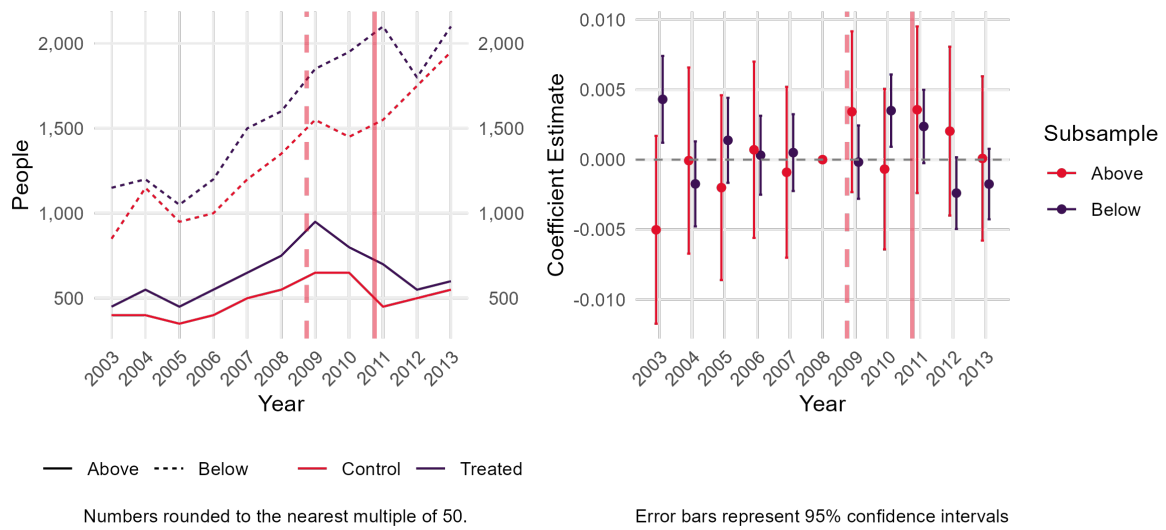 People
2,000
1,500
1,000
500
2,000
1,500
1,000
500
2003 2004 2005 2006 2007 2008 2009 2010 2011 2012 2013
Year
Above Below Control Treated
Numbers rounded to the nearest multiple of 50.
Coefficient Estimate
0.010
0.005
0.000
-0.005
-0.010
2003 2004 2005 2006 2007 2008 2009 2010 2011 2012 2013
Year
Error bars represent 95% confidence intervals
Subsample
Above
Below